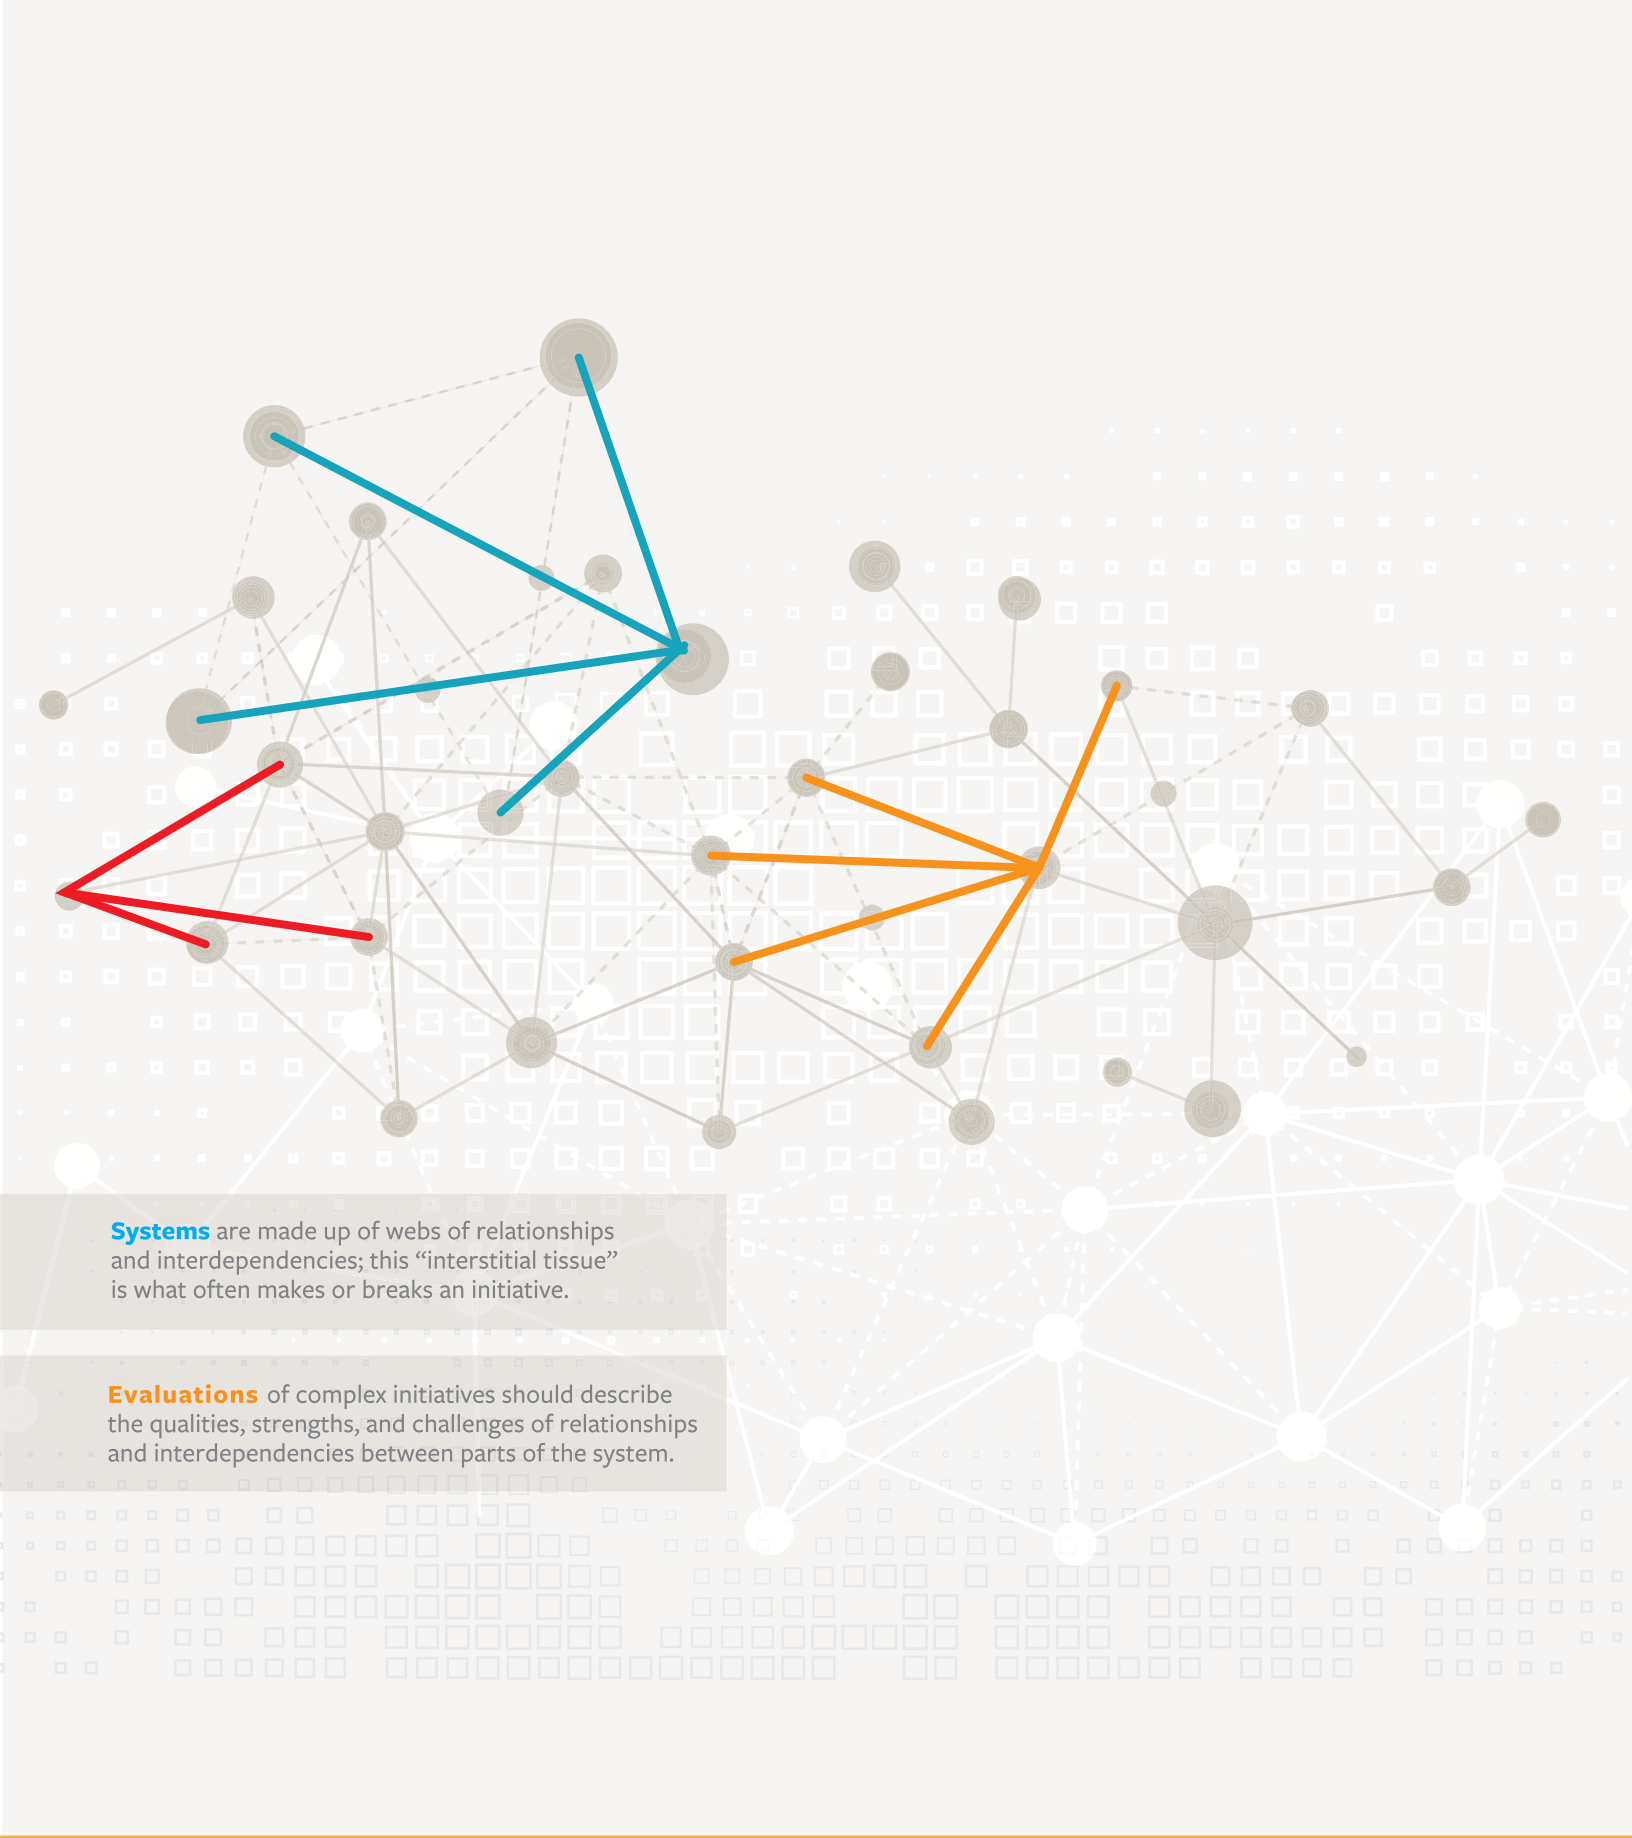 Systems are made up of webs of relationships
and interdependencies; this “interstitial tissue”
is what often makes or breaks an initiative.
Evaluations of complex initiatives should describe
the qualities, strengths, and challenges of relationships
and interdependencies between parts of the system.